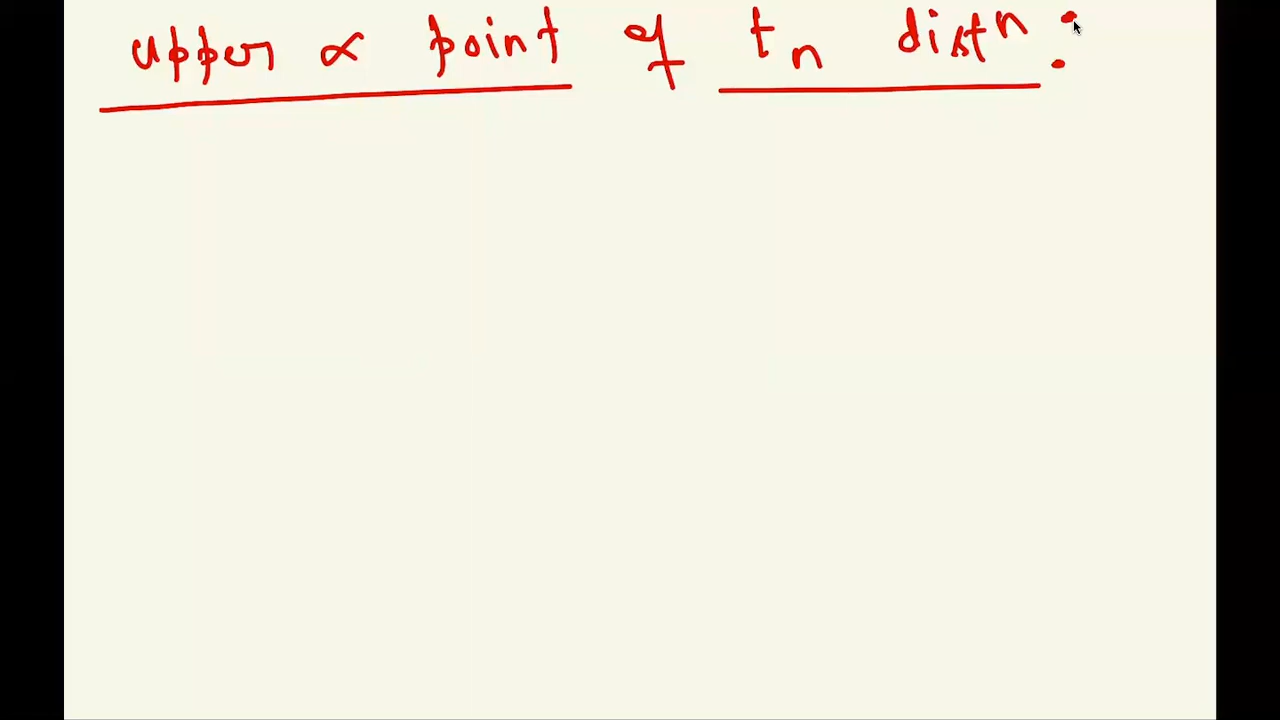 upper α point of tₙ distⁿ :